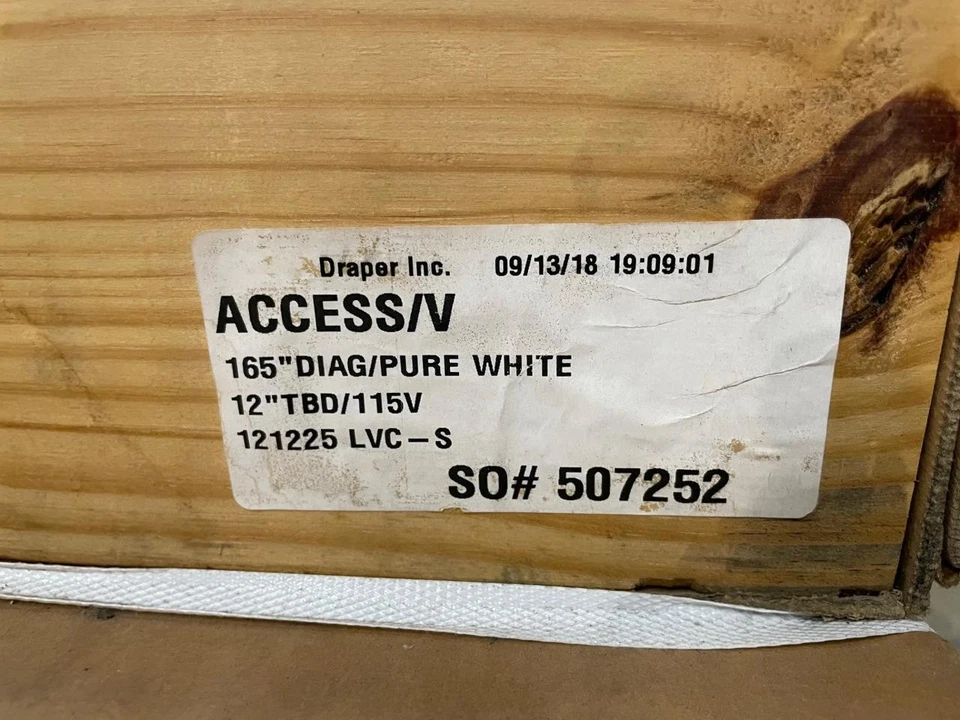 Draper Inc. 09/13/18 19:09:01
ACCESS/V
165"DIAG/PURE WHITE
12"TBD/115V
121225 LVC-S
SO# 507252